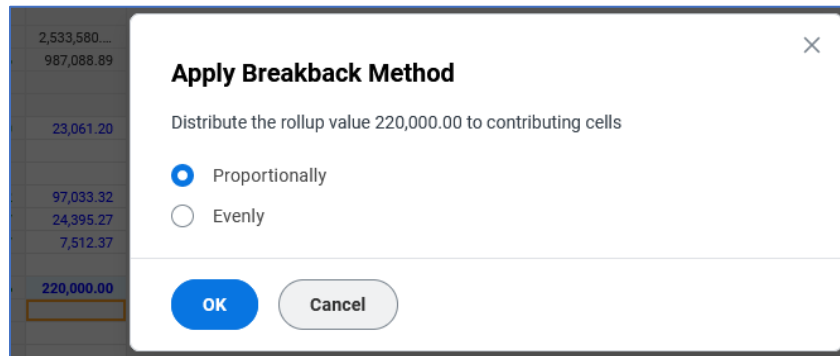 2,533,580....
987,088.89
23,061.20
97,033.32
24,395.27
7,512.37
220,000.00
Apply Breakback Method
Distribute the rollup value 220,000.00 to contributing cells
Proportionally
Evenly
OK
Cancel